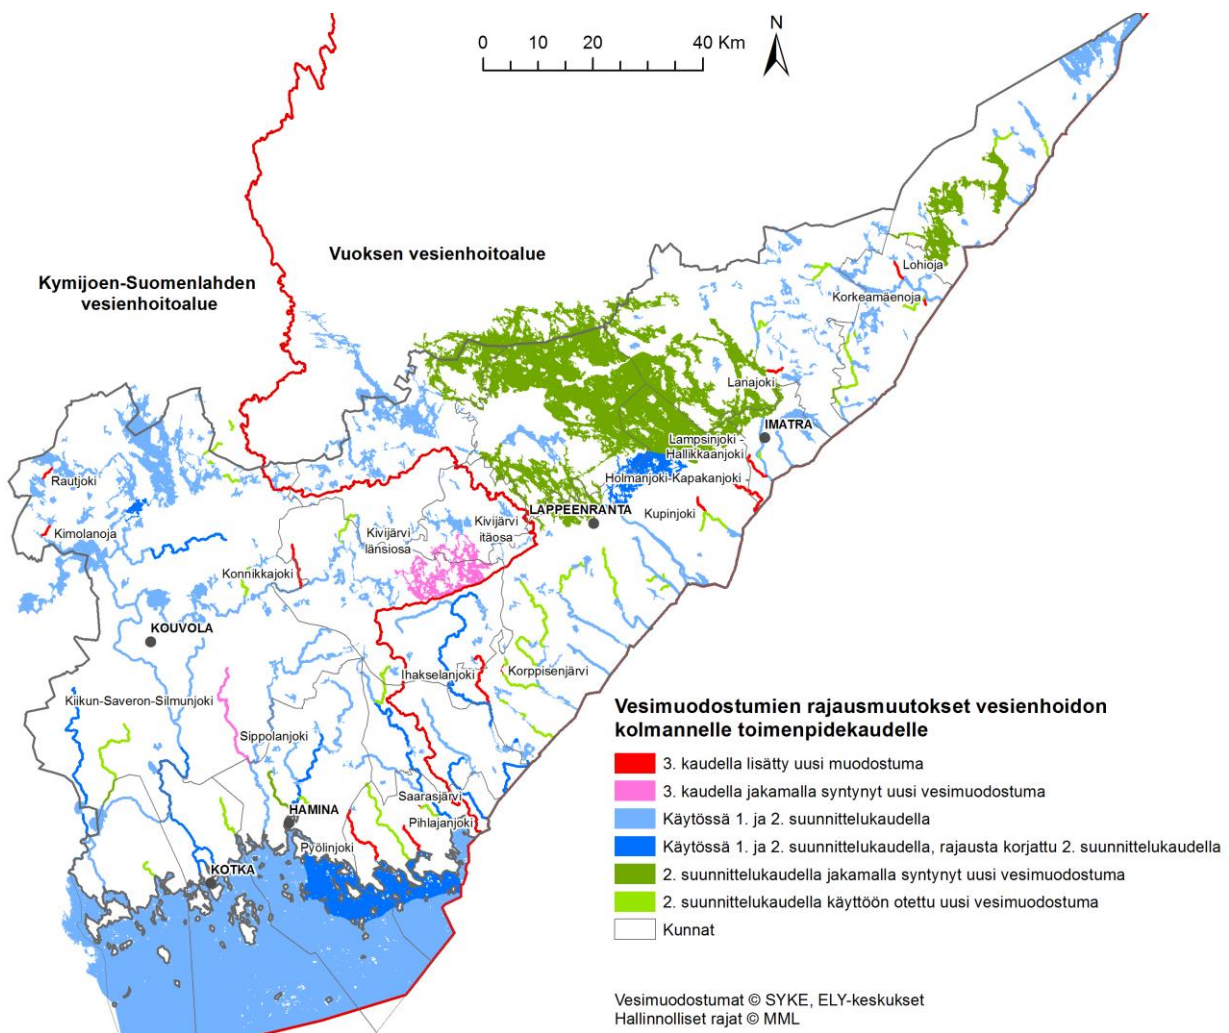 0 10 20 40 Km
N
Vuoksen vesienhoitoalue
Kymijoen-Suomenlahden
vesienhoitoalue
Lohioja
Korkeamäenoja
Lanajoki
IMATRA
Lampsinjoki -
Hallikkaanjoki
Holmanjoki-Kapakanjoki
Rautjoki
LAPPEENRANTA
Kupinjoki
Kimolanoja
Kivijärvi
länsiosa
Kivijärvi
itäosa
Konnikkajoki
KOUVOLA
Ihakselanjoki
Korppisenjärvi
Kiikun-Saveron-Silmunjoki
Sippolanjoki
Saarasjärvi
HAMINA
Pihlajanjoki
Pyölinjoki
KOTKA
Vesimuodostumien rajausmuutokset vesienhoidon
kolmannelle toimenpidekaudelle
3. kaudella lisätty uusi muodostuma
3. kaudella jakamalla syntynyt uusi vesimuodostuma
Käytössä 1. ja 2. suunnittelukaudella
Käytössä 1. ja 2. suunnittelukaudella, rajausta korjattu 2. suunnittelukaudella
2. suunnittelukaudella jakamalla syntynyt uusi vesimuodostuma
2. suunnittelukaudella käyttöön otettu uusi vesimuodostuma
Kunnat
Vesimuodostumat © SYKE, ELY-keskukset
Hallinnolliset rajat © MML